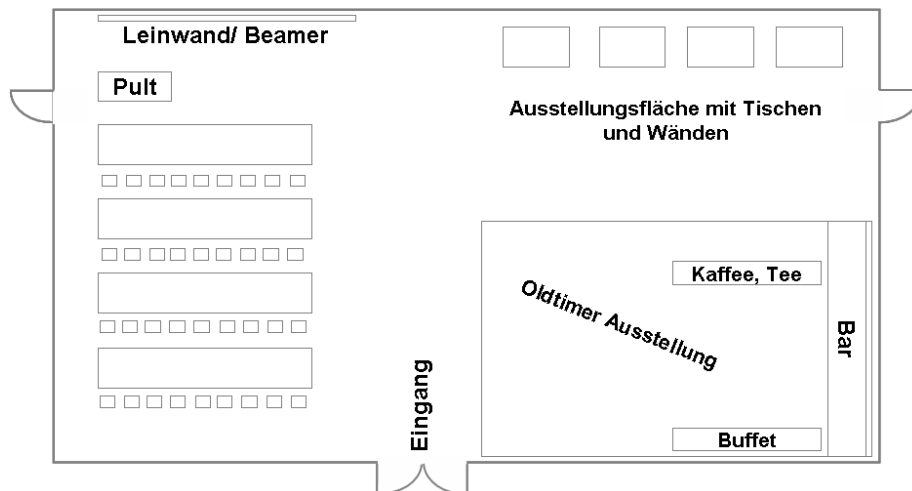 Leinwand/ Beamer
Pult
Ausstellungsfläche mit Tischen
und Wänden
Kaffee, Tee
Oldtimer Ausstellung
Bar
Eingang
Buffet